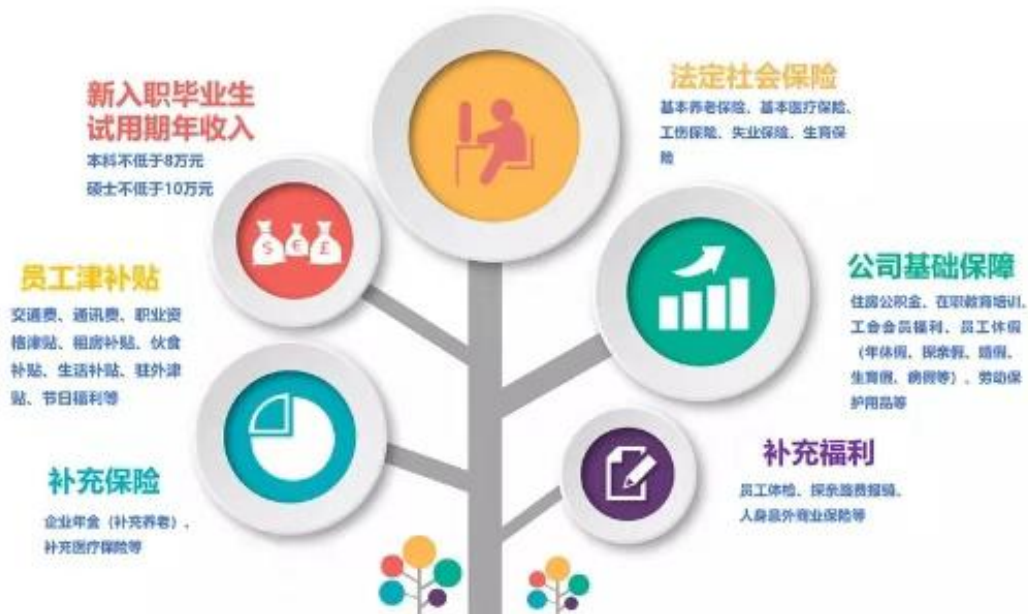 新入职毕业生
试用期年收入
本科不低于8万元
硕士不低于10万元
法定社会保险
基本养老保险、基本医疗保险、
工伤保险、失业保险、生育保
险
$ € £
员工津补贴
交通费、通讯费、职业资
格津贴、租房补贴、伙食
补贴、生活补贴、驻外津
贴、节日福利等
公司基础保障
住房公积金、在职教育培训、
工会会员福利、员工休假
（年休假、探亲假、婚假、
生育假、病假等）、劳动保
护用品等
补充保险
企业年金（补充养老）、
补充医疗保险等
补充福利
员工体检、探亲路费报销、
人身意外商业保险等